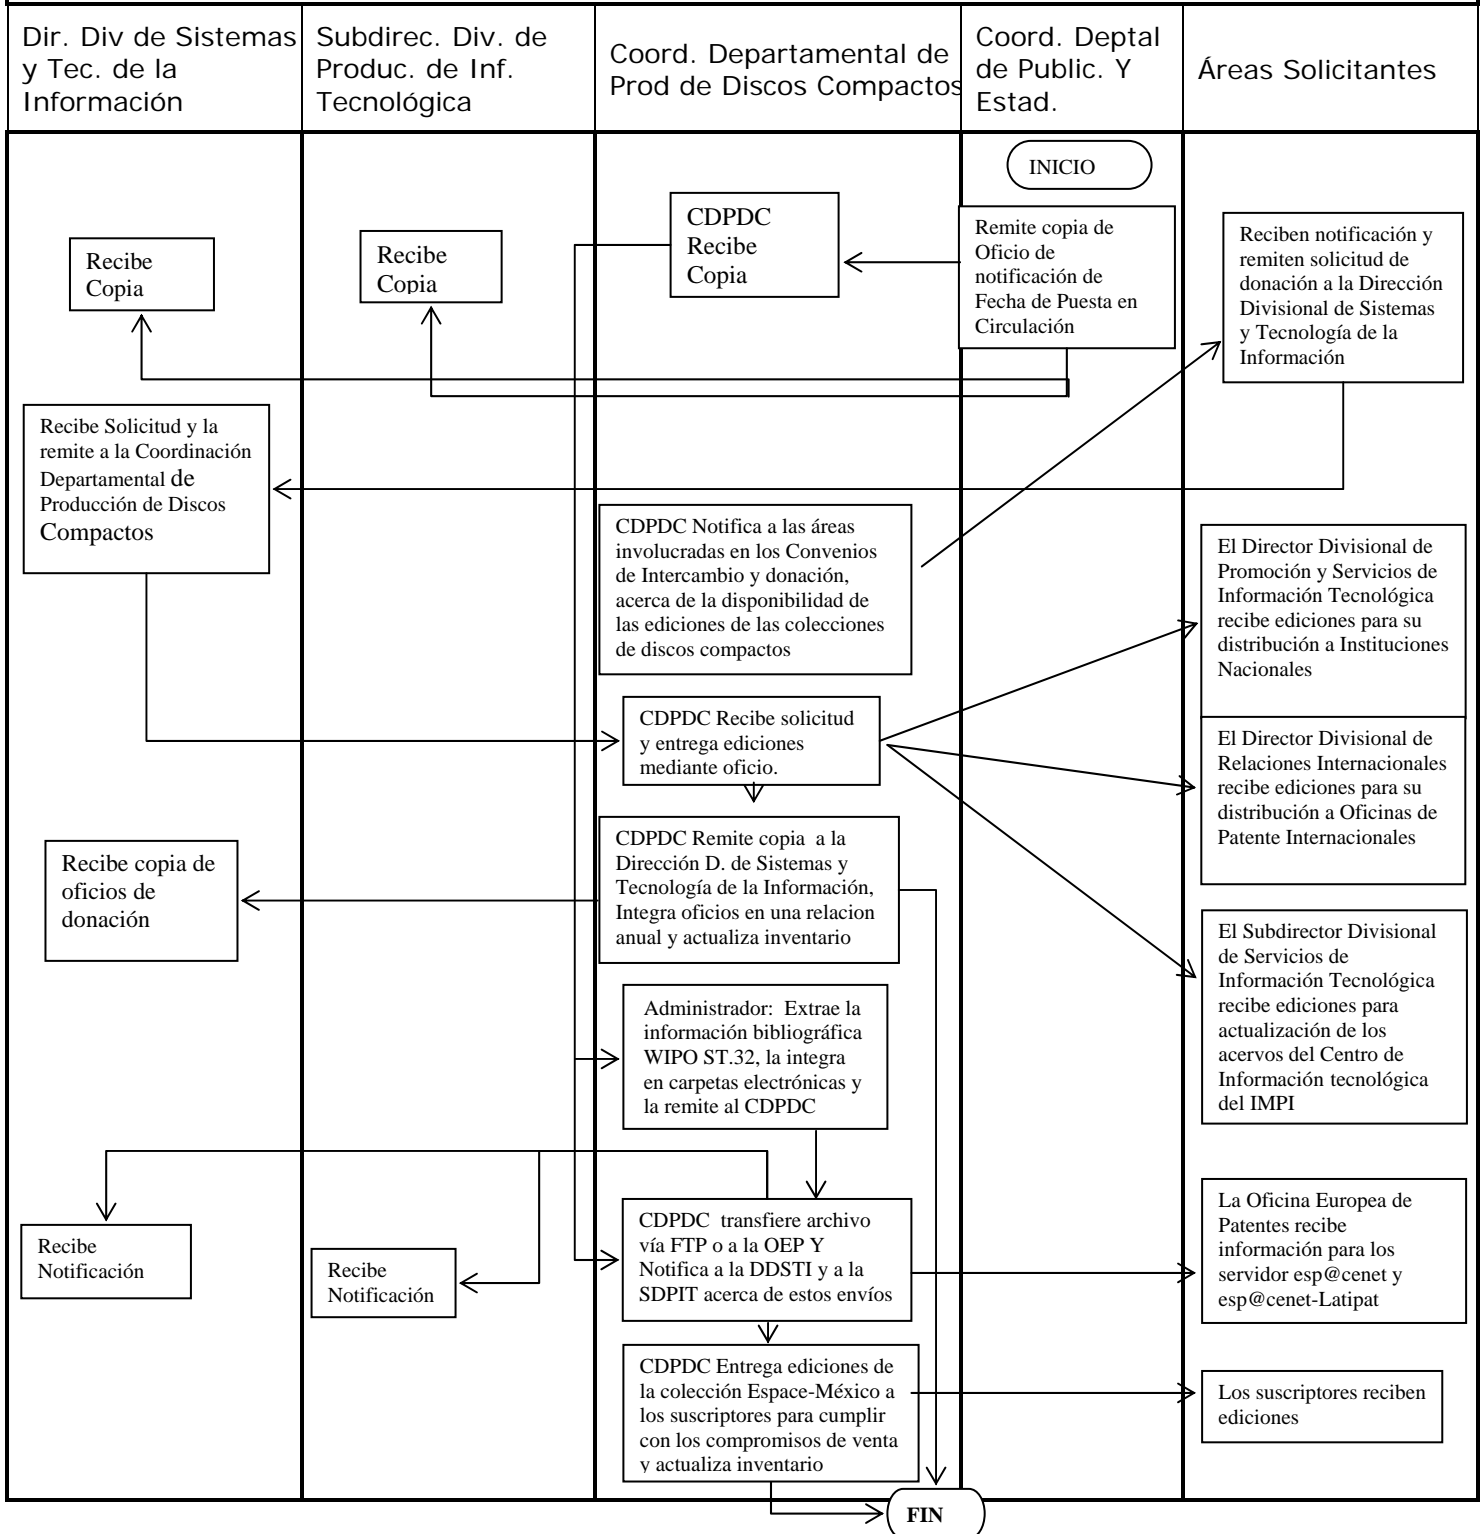 Dir. Div de Sistemas
y Tec. de la
Información
Subdirec. Div. de
Produc. de Inf.
Tecnológica
Coord. Departamental de
Prod de Discos Compactos
Coord. Deptal
de Public. Y
Estad.
Áreas Solicitantes
INICIO
Remite copia de
Oficio de
notificación de
Fecha de Puesta en
Circulación
CDPDC
Recibe
Copia
Recibe
Copia
Recibe
Copia
Reciben notificación y
remiten solicitud de
donación a la Dirección
Divisional de Sistemas
y Tecnología de la
Información
Recibe Solicitud y la
remite a la Coordinación
Departamental de
Producción de Discos
Compactos
CDPDC Notifica a las áreas
involucradas en los Convenios
de Intercambio y donación,
acerca de la disponibilidad de
las ediciones de las colecciones
de discos compactos
El Director Divisional de
Promoción y Servicios de
Información Tecnológica
recibe ediciones para su
distribución a Instituciones
Nacionales
CDPDC Recibe solicitud
y entrega ediciones
mediante oficio.
El Director Divisional de
Relaciones Internacionales
recibe ediciones para su
distribución a Oficinas de
Patente Internacionales
CDPDC Remite copia a la
Dirección D. de Sistemas y
Tecnología de la Información,
Integra oficios en una relacion
anual y actualiza inventario
Recibe copia de
oficios de
donación
El Subdirector Divisional
de Servicios de
Información Tecnológica
recibe ediciones para
actualización de los
acervos del Centro de
Información tecnológica
del IMPI
Administrador: Extrae la
información bibliográfica
WIPO ST.32, la integra
en carpetas electrónicas y
la remite al CDPDC
CDPDC transfiere archivo
vía FTP o a la OEP Y
Notifica a la DDSTI y a la
SDPIT acerca de estos envíos
Recibe
Notificación
Recibe
Notificación
La Oficina Europea de
Patentes recibe
información para los
servidor esp@cenet y
esp@cenet-Latipat
CDPDC Entrega ediciones de
la colección Espace-México a
los suscriptores para cumplir
con los compromisos de venta
y actualiza inventario
Los suscriptores reciben
ediciones
FIN